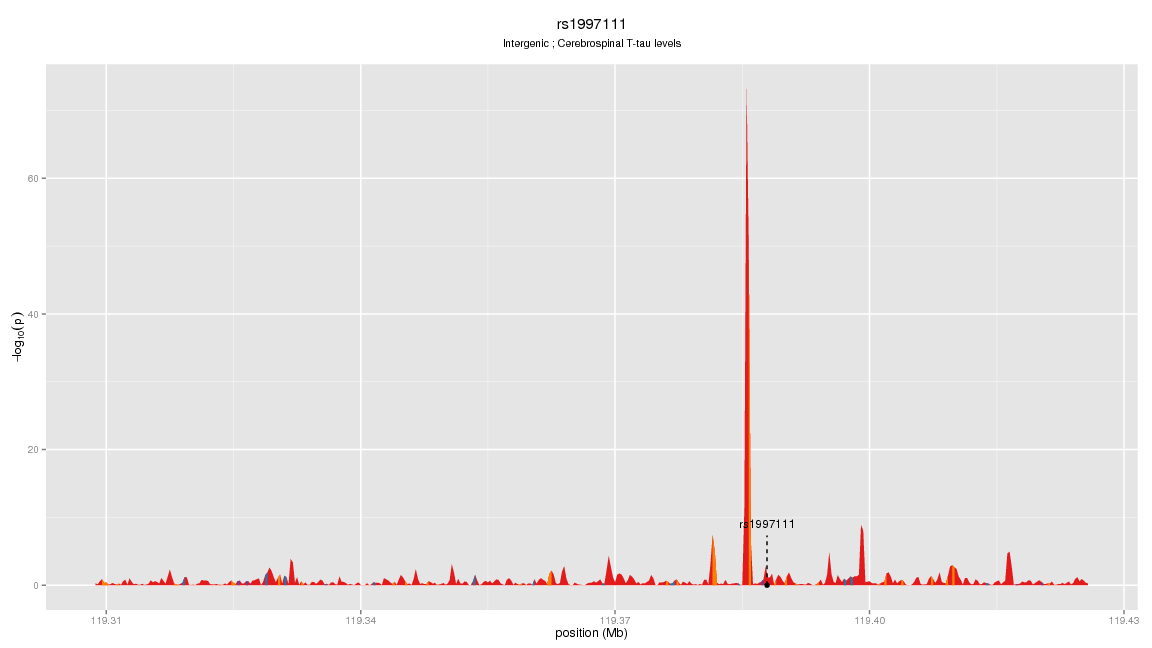 rs1997111
Intergenic ; Cerebrospinal T-tau levels
−log10(p)
60
40
20
0
rs1997111
119.31
119.34
119.37
119.40
119.43
position (Mb)